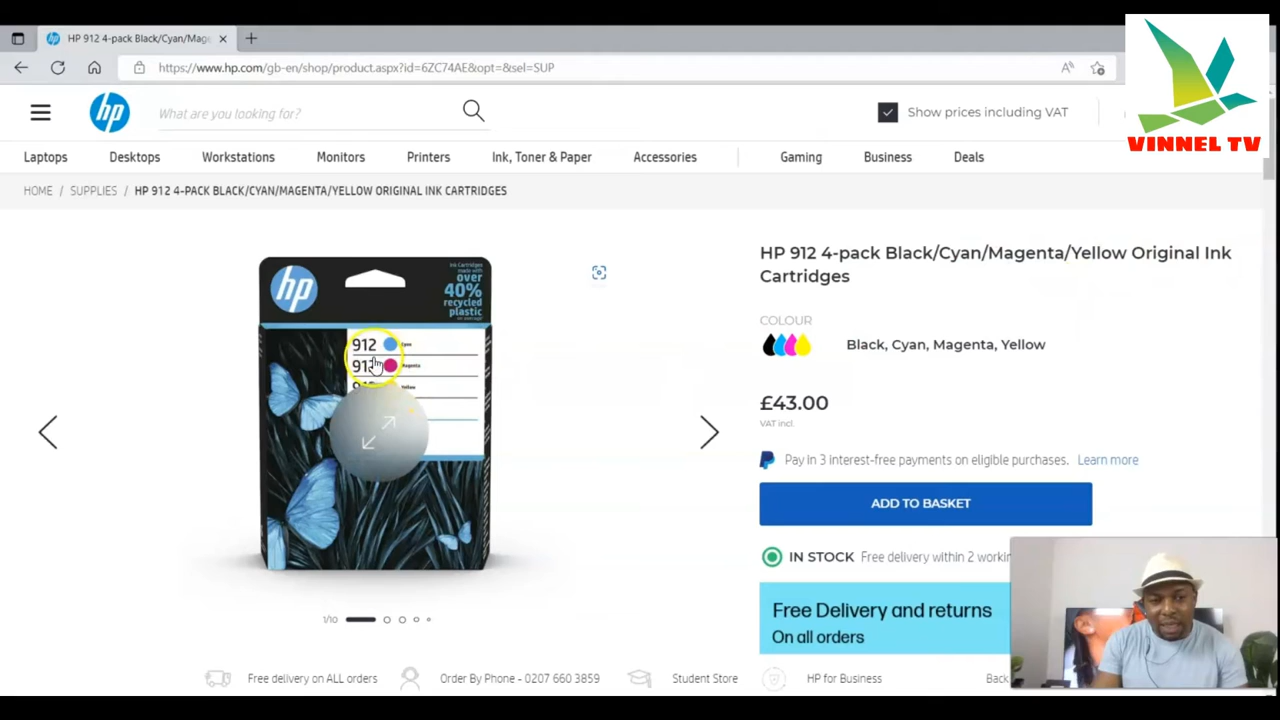 HP 912 4-pack Black/Cyan/Mag
https://www.hp.com/gb-en/shop/product.aspx?id=6ZC74AE&opt=&sel=SUP
VINNEL TV
hp
What are you looking for?
Show prices including VAT
Laptops
Desktops
Workstations
Monitors
Printers
Ink, Toner & Paper
Accessories
Gaming
Business
Deals
HOME / SUPPLIES / HP 912 4-PACK BLACK/CYAN/MAGENTA/YELLOW ORIGINAL INK CARTRIDGES
hp
Ink Cartridges
made with
over
40%
recycled
plastic
on average*
912 Cyan
Magenta
Yellow
HP 912 4-pack Black/Cyan/Magenta/Yellow Original Ink
Cartridges
COLOUR
Black, Cyan, Magenta, Yellow
£43.00
VAT incl.
Pay in 3 interest-free payments on eligible purchases. Learn more
ADD TO BASKET
IN STOCK Free delivery within 2
Free Delivery and returns
On all orders
1/10
Free delivery on ALL orders
Order By Phone - 0207 660 3859
Student Store
HP for Business
Back